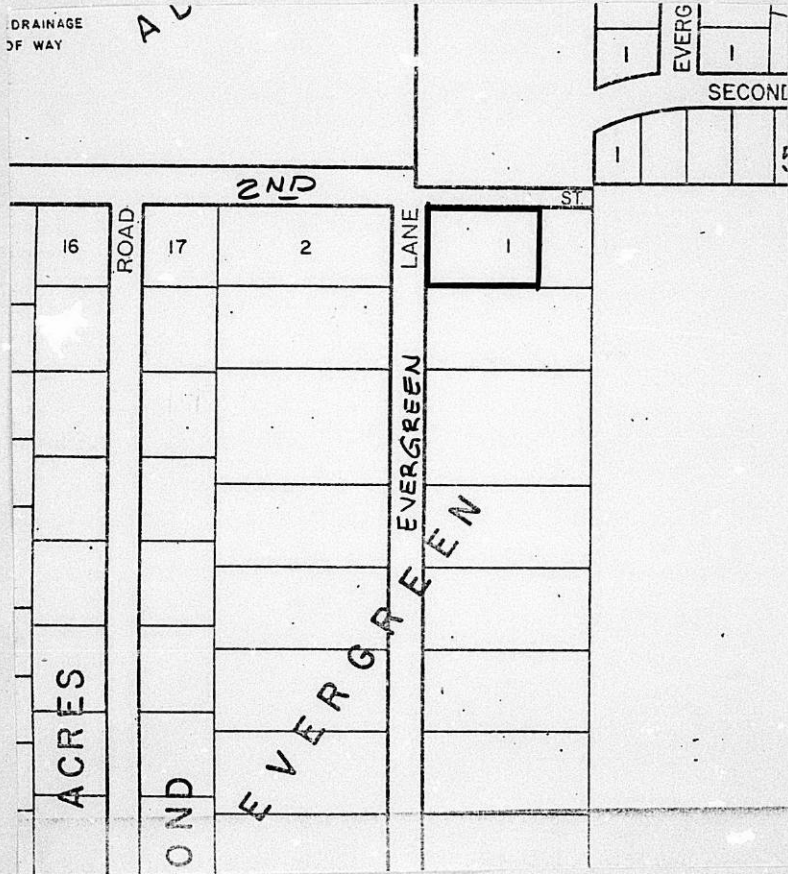 DRAINAGE
OF WAY
EVERG
1
1
SECOND
1
2ND
ST.
16
ROAD
17
2
LANE
1
EVERGREEN
EVERGREEN
ACRES
OND